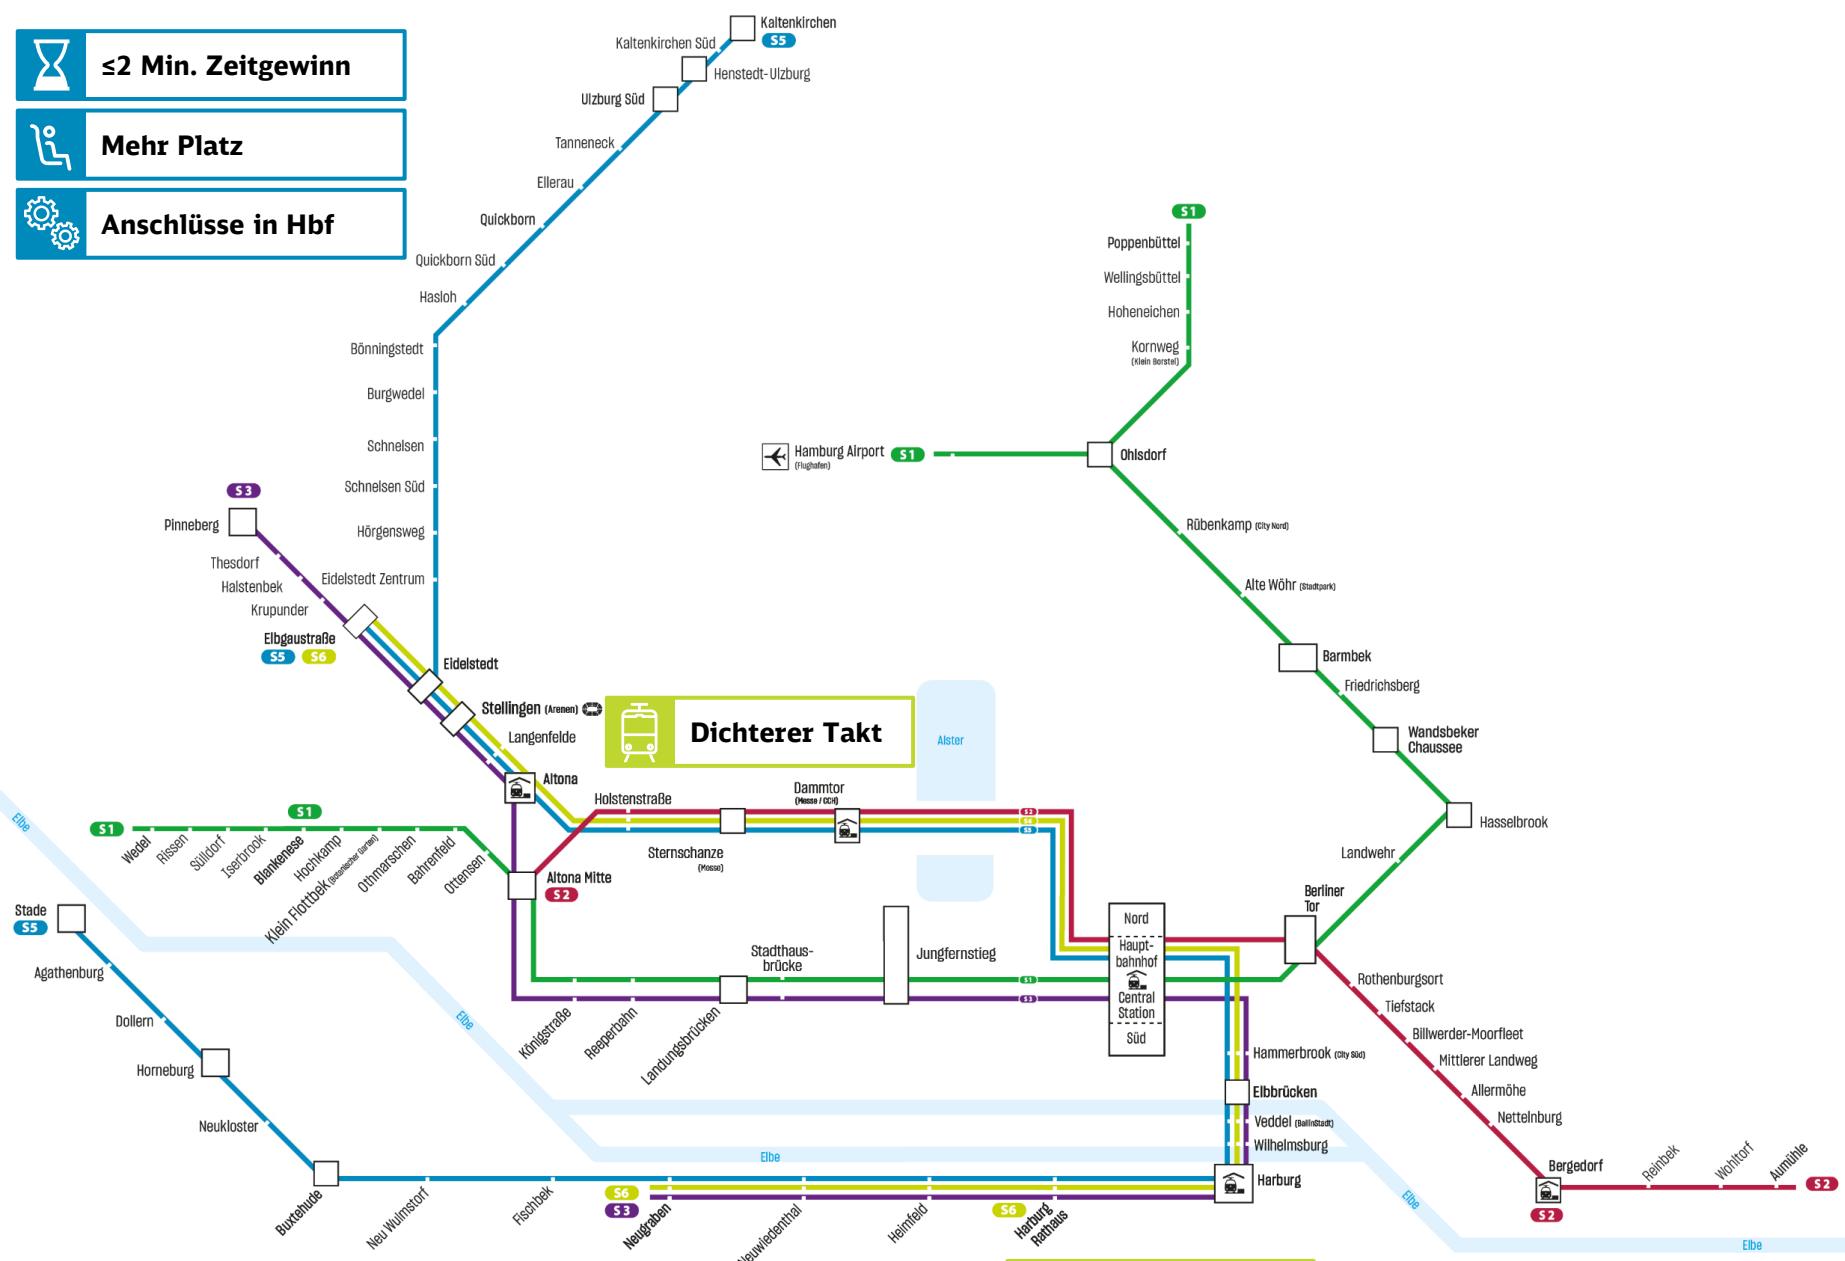 ≤2 Min. Zeitgewinn
Mehr Platz
Anschlüsse in Hbf
Kaltenkirchen
S5
Kaltenkirchen Süd
Henstedt-Ulzburg
Ulzburg Süd
Tanneneck
Ellerau
Quickborn
Quickborn Süd
Hasloh
Bönningstedt
Burgwedel
Schnelsen
Schnelsen Süd
Hörgensweg
Eidelstedt Zentrum
S3
Pinneberg
Thesdorf
Halstenbek
Krupunder
Elbgaustraße
S5 S6
Eidelstedt
Stellingen (Arenen)
Langenfelde
Altona
Dichterer Takt
Alster
S1
Poppenbüttel
Wellingsbüttel
Hoheneichen
Kornweg
(Klein Borstel)
Hamburg Airport S1
(Flughafen)
Ohlsdorf
Rübenkamp (City Nord)
Alte Wöhr (Stadtpark)
Barmbek
Friedrichsberg
Wandsbeker
Chaussee
Hasselbrook
Landwehr
Berliner
Tor
Holstenstraße
Dammtor
(Messe / CCH)
Sternschanze
(Messe)
S2
S6
S5
S1
S1
Wedel
Rissen
Sülldorf
Iserbrook
Blankenese
Hochkamp
Klein Flottbek (Botanischer Garten)
Othmarschen
Bahrenfeld
Ottensen
Altona Mitte
S2
Elbe
Stade
S5
Agathenburg
Dollern
Horneburg
Neukloster
Buxtehude
Neu Wulmstorf
Fischbek
Elbe
Königstraße
Reeperbahn
Landungsbrücken
Stadthaus-
brücke
Jungfernstieg
S1
S3
Nord
Haupt-
bahnhof
Central
Station
Süd
Hammerbrook (City Süd)
Elbbrücken
Veddel (BallinStadt)
Wilhelmsburg
Harburg
Elbe
S6
S3
Neugraben
Neuwiedenthal
Heimfeld
S6
Harburg
Rathaus
Rothenburgsort
Tiefstack
Billwerder-Moorfleet
Mittlerer Landweg
Allermöhe
Nettelnburg
Bergedorf
S2
Reinbek
Wohltorf
Aumühle
S2
Elbe
Elbe